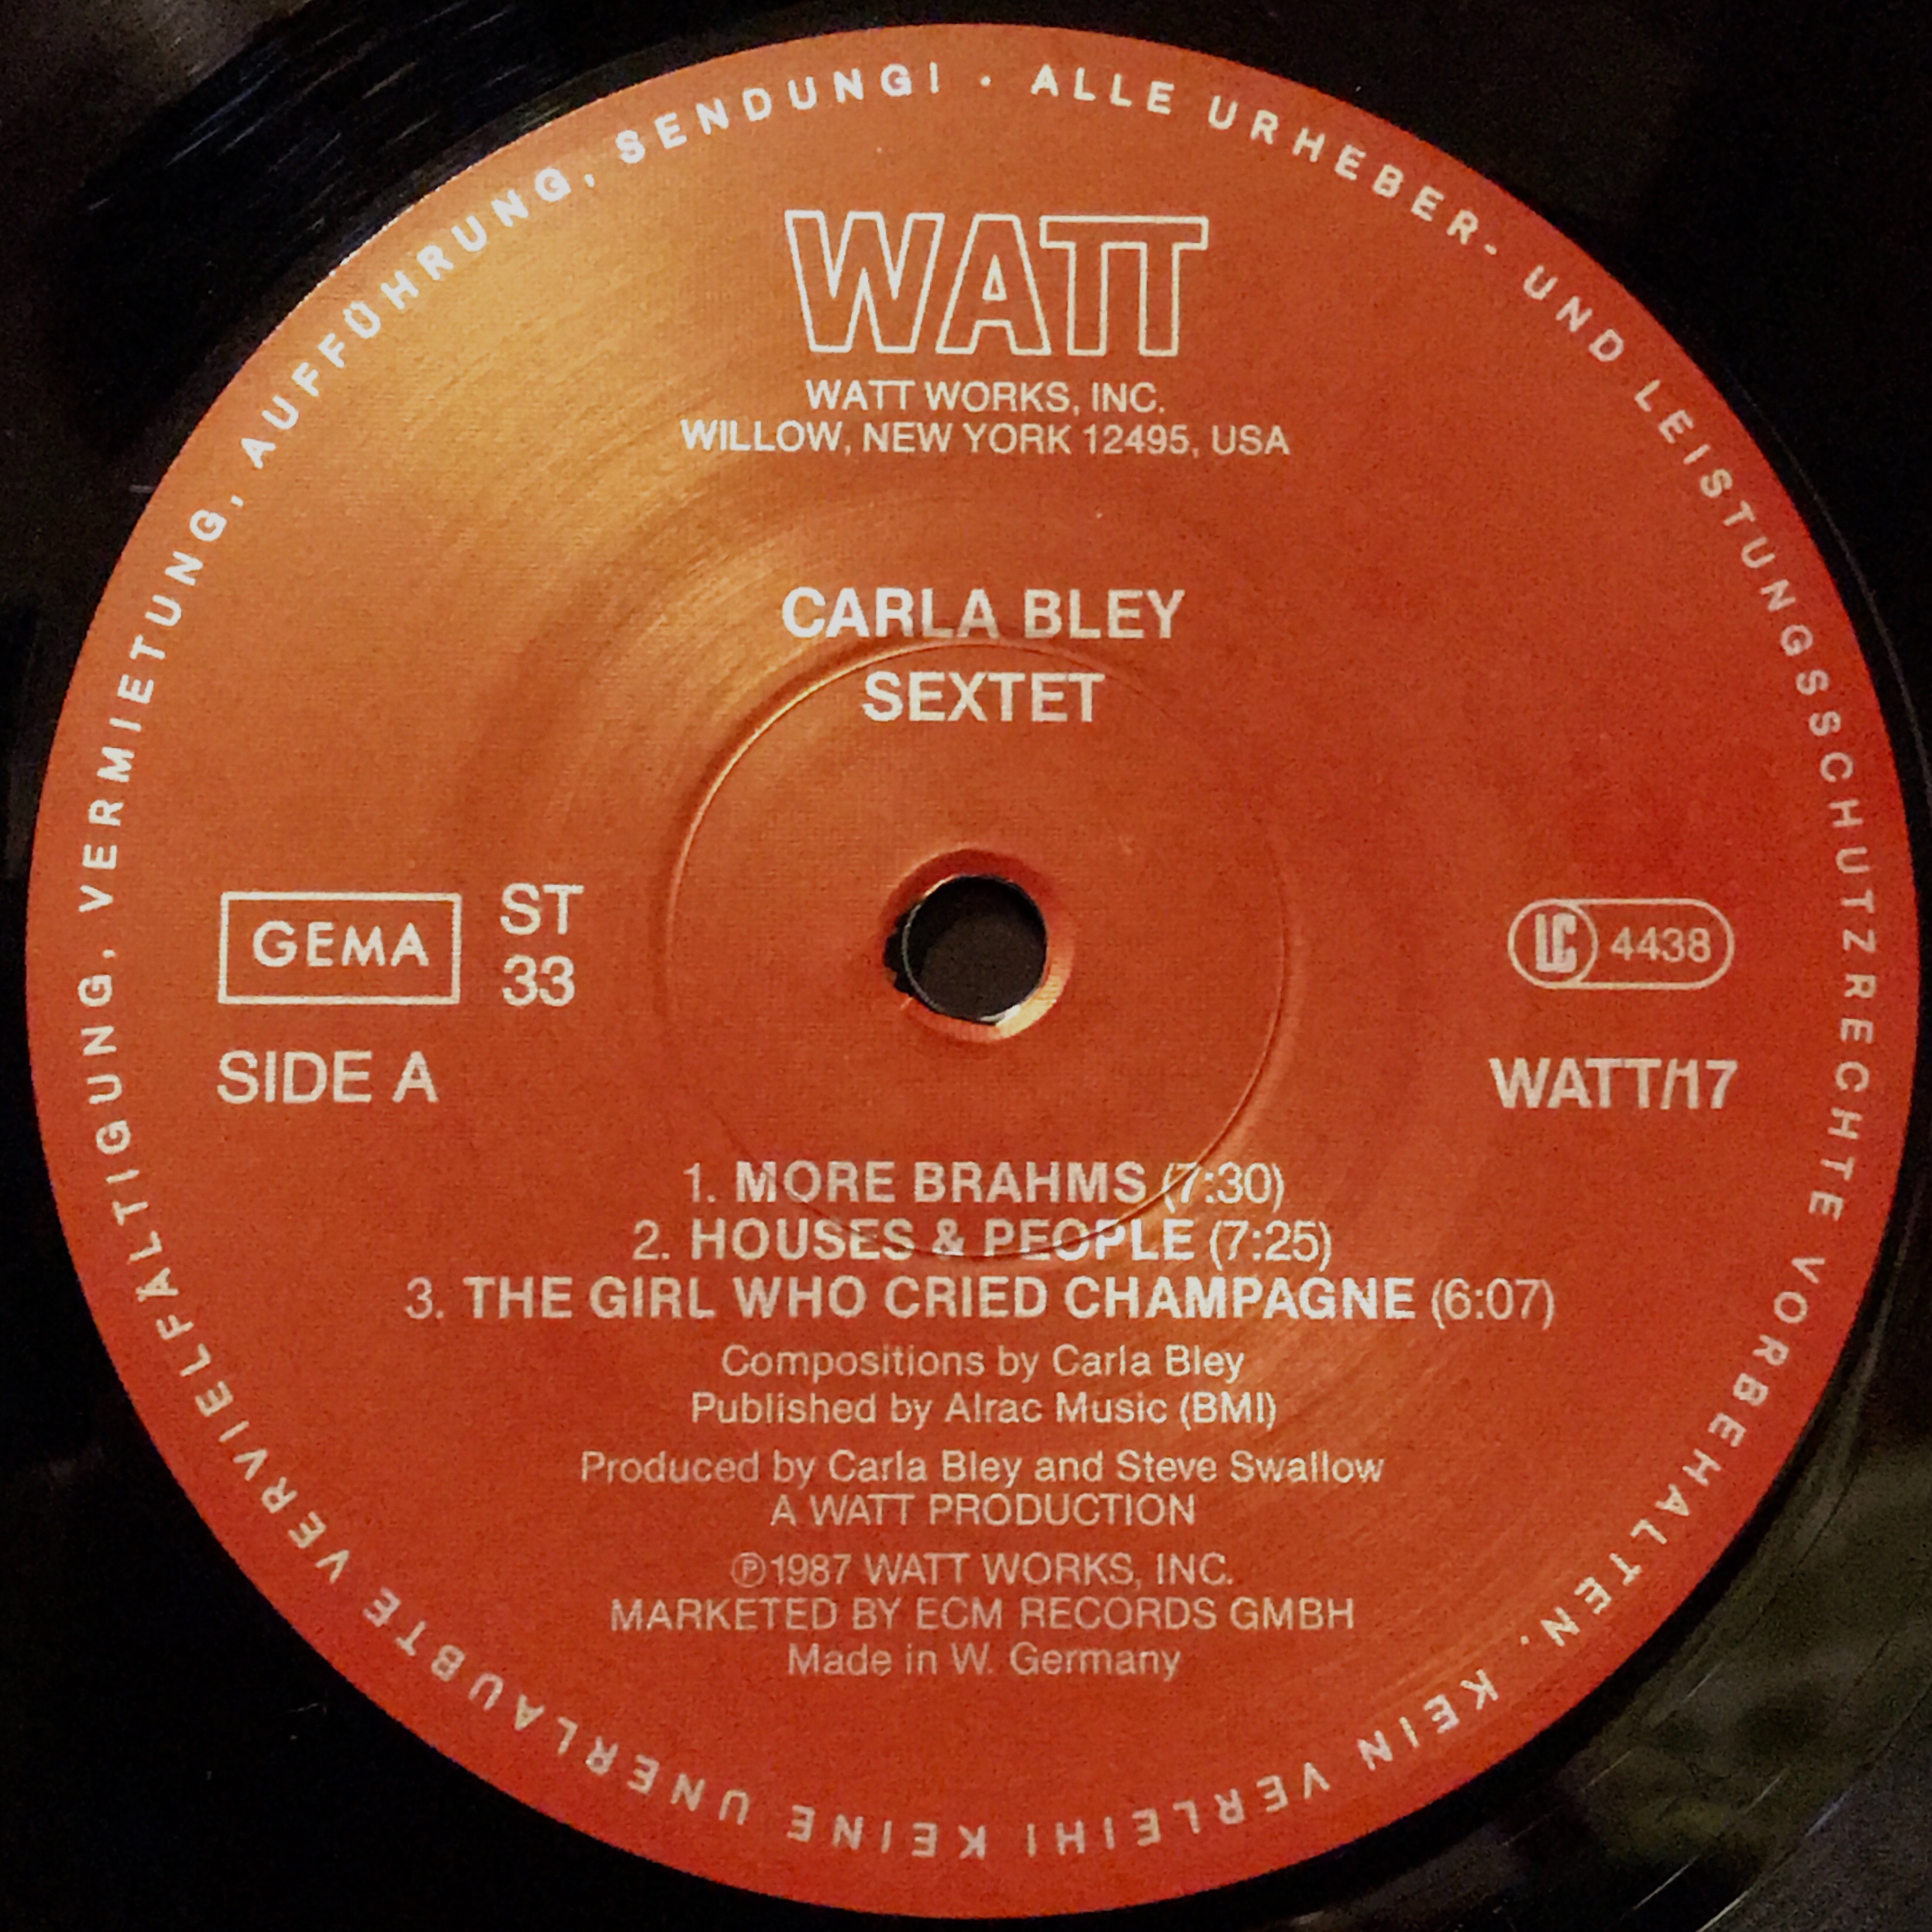 ALLE URHEBER- UND LEISTUNGSSCHUTZRECHTE VORBEHALTEN. KEIN VERLEIH! KEINE UNERLAUBTE VERVIELFÄLTIGUNG, VERMIETUNG, AUFFÜHRUNG, SENDUNG! ·
WATT
WATT WORKS, INC.
WILLOW, NEW YORK 12495, USA
CARLA BLEY
SEXTET
GEMA
ST
33
SIDE A
LC 4438
WATT/17
1. MORE BRAHMS (7:30)
2. HOUSES & PEOPLE (7:25)
3. THE GIRL WHO CRIED CHAMPAGNE (6:07)
Compositions by Carla Bley
Published by Alrac Music (BMI)
Produced by Carla Bley and Steve Swallow
A WATT PRODUCTION
℗1987 WATT WORKS, INC.
MARKETED BY ECM RECORDS GMBH
Made in W. Germany